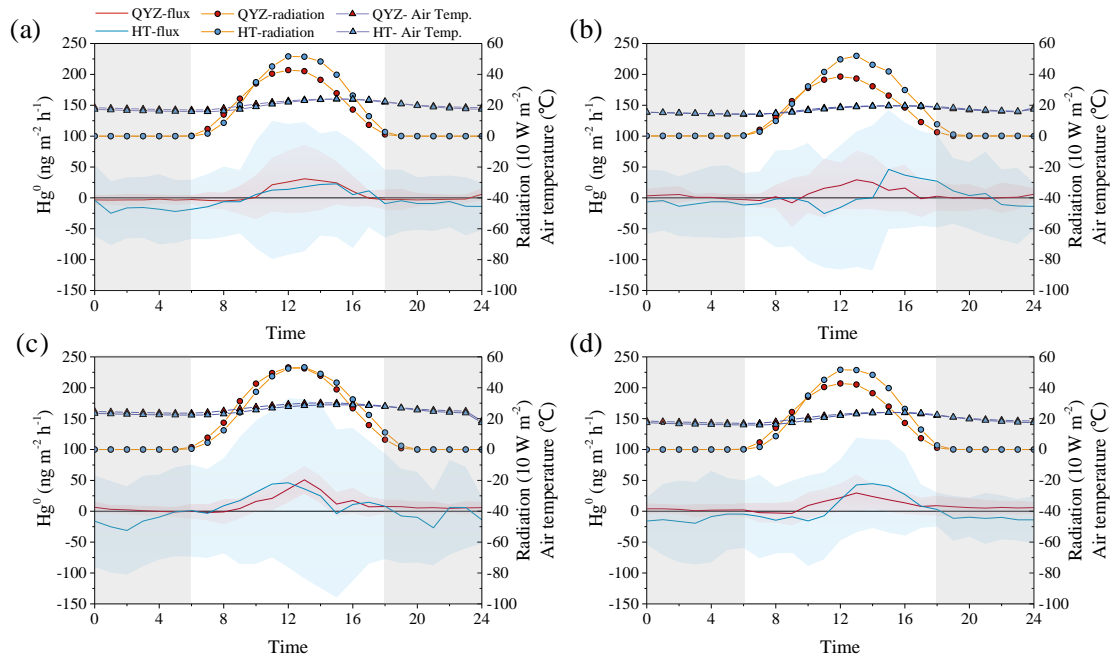 QYZ-flux QYZ-radiation QYZ- Air Temp.
HT-flux HT-radiation HT- Air Temp.
(a)
250
200
150
100
50
0
-50
-100
-150
Hg⁰ (ng m⁻² h⁻¹)
60
40
20
0
-20
-40
-60
-80
-100
Radiation (10 W m⁻²)
Air temperature (℃)
0 4 8 12 16 20 24
Time
(b)
250
200
150
100
50
0
-50
-100
-150
Hg⁰ (ng m⁻² h⁻¹)
60
40
20
0
-20
-40
-60
-80
-100
Radiation (10 W m⁻²)
Air temperature (℃)
0 4 8 12 16 20 24
Time
(c)
250
200
150
100
50
0
-50
-100
-150
Hg⁰ (ng m⁻² h⁻¹)
60
40
20
0
-20
-40
-60
-80
-100
Radiation (10 W m⁻²)
Air temperature (℃)
0 4 8 12 16 20 24
Time
(d)
250
200
150
100
50
0
-50
-100
-150
Hg⁰ (ng m⁻² h⁻¹)
60
40
20
0
-20
-40
-60
-80
-100
Radiation (10 W m⁻²)
Air temperature (℃)
0 4 8 12 16 20 24
Time